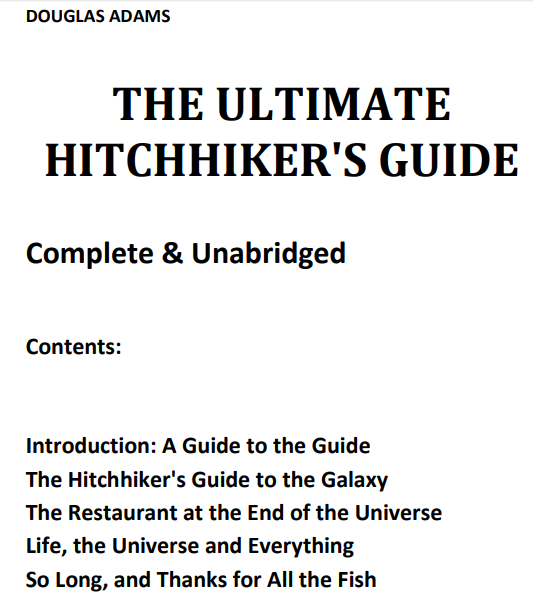 DOUGLAS ADAMS
THE ULTIMATE
HITCHHIKER'S GUIDE
Complete & Unabridged
Contents:
Introduction: A Guide to the Guide
The Hitchhiker's Guide to the Galaxy
The Restaurant at the End of the Universe
Life, the Universe and Everything
So Long, and Thanks for All the Fish